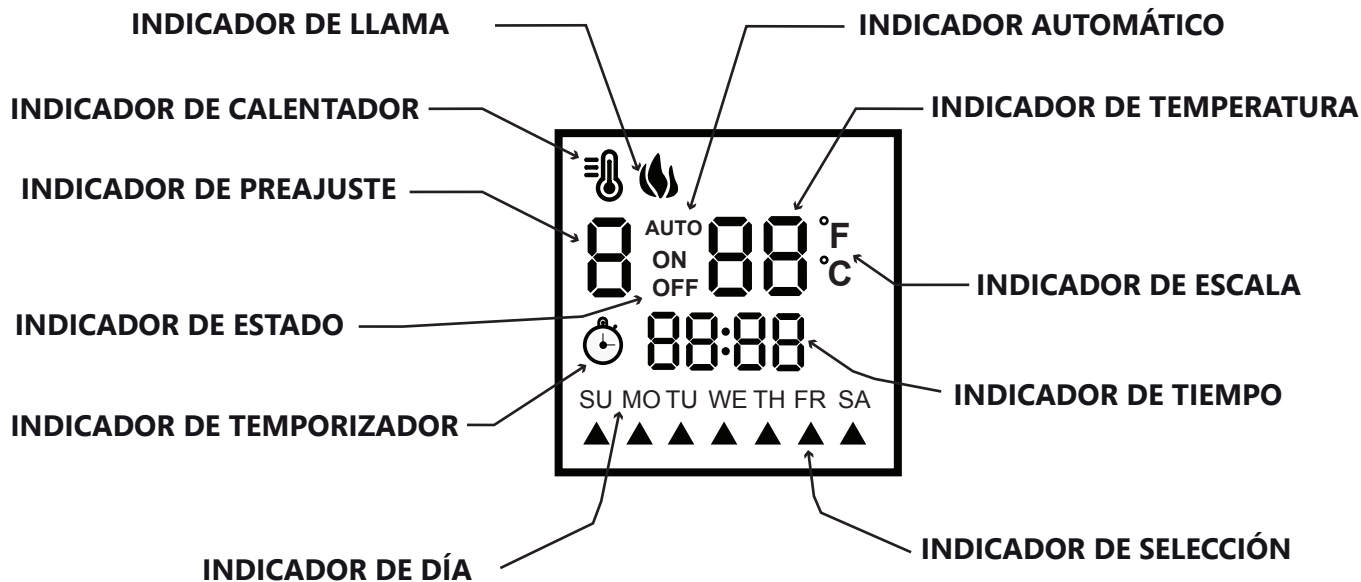 INDICADOR DE LLAMA
INDICADOR AUTOMÁTICO
INDICADOR DE CALENTADOR
INDICADOR DE TEMPERATURA
INDICADOR DE PREAJUSTE
8 AUTO 88 °F
ON °C
OFF
INDICADOR DE ESCALA
INDICADOR DE ESTADO
88:88
INDICADOR DE TIEMPO
SU MO TU WE TH FR SA
INDICADOR DE TEMPORIZADOR
INDICADOR DE SELECCIÓN
INDICADOR DE DÍA